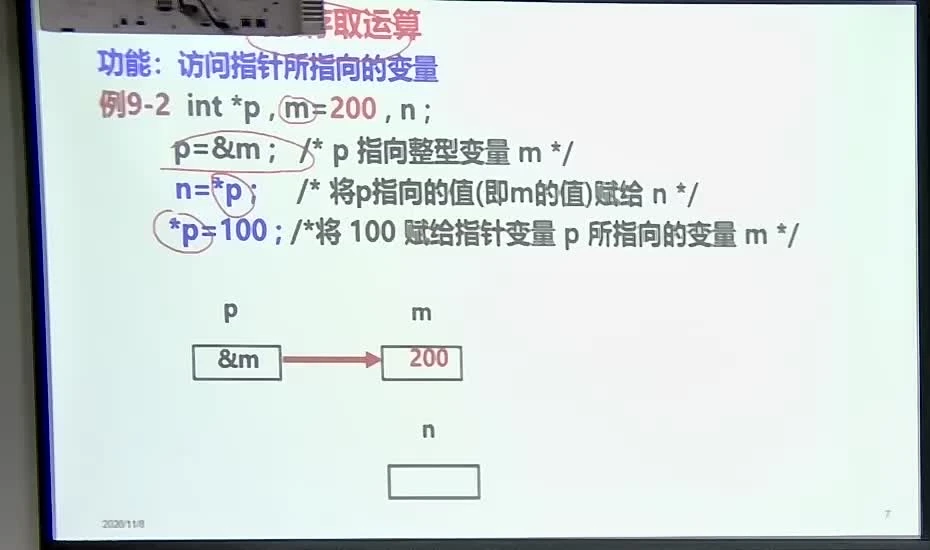 存取运算
功能：访问指针所指向的变量
例9-2 int *p , m=200 , n ;
p=&m ; /* p 指向整型变量 m */
n=*p ; /* 将p指向的值(即m的值)赋给 n */
*p=100 ; /*将 100 赋给指针变量 p 所指向的变量 m */
p m
&m 200
n
2020/11/8 7